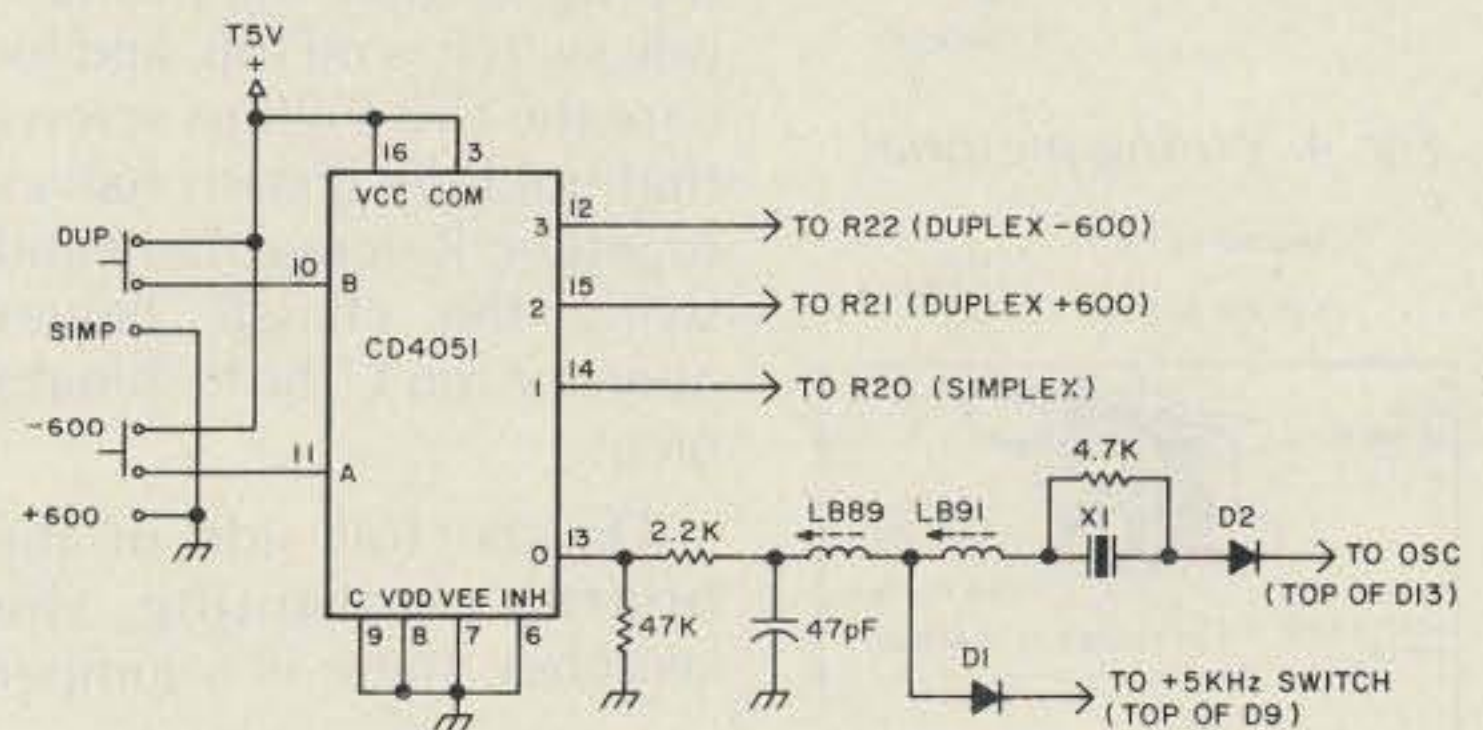 T5V
+
16 3
VCC COM
DUP
10
B
SIMP
CD4051
-600
11
A
+600
3
12
TO R22 (DUPLEX -600)
2
15
TO R21 (DUPLEX +600)
1
14
TO R20 (SIMPLEX)
0
13
2.2K
LB89
LB91
4.7K
X1
D2
TO OSC
(TOP OF D13)
C VDD VEE INH
9 8 7 6
47K
47pF
D1
TO +5KHz SWITCH
(TOP OF D9)